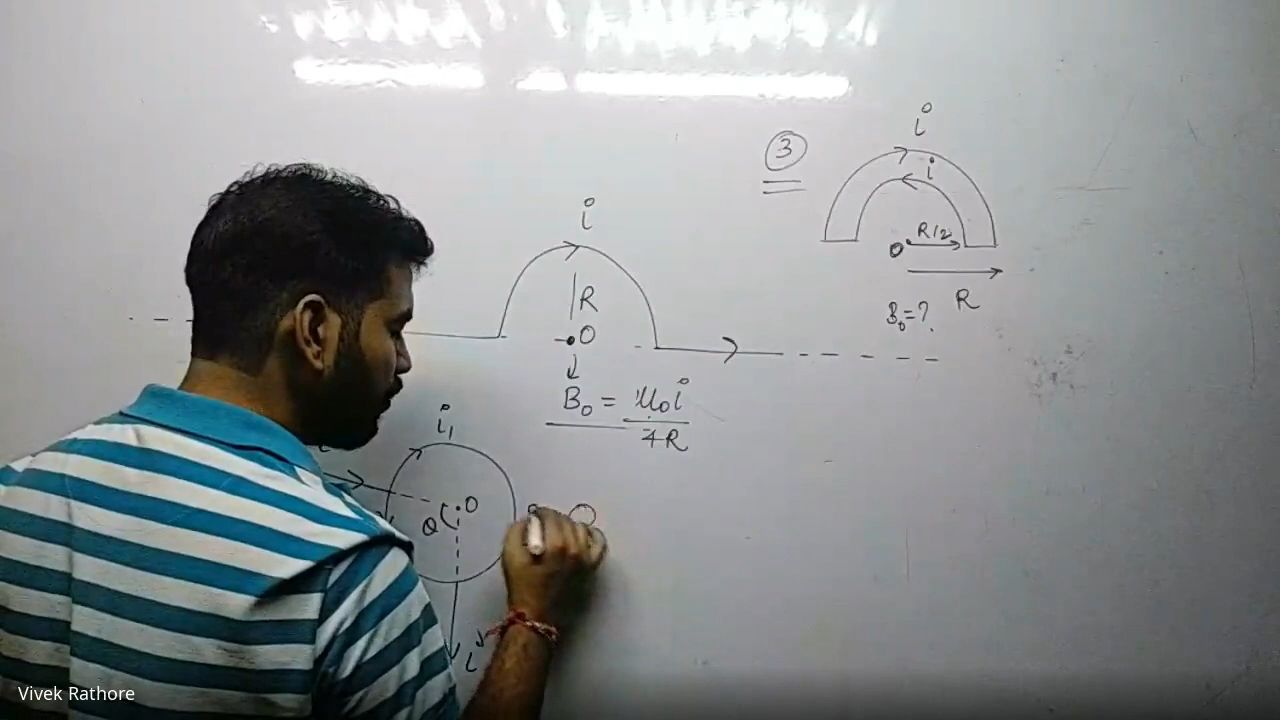 3
i
i
R/2
O
R
B₀=?
i
R
O
B₀ = μ₀i
4R
i₁
O
θ
i
Vivek Rathore